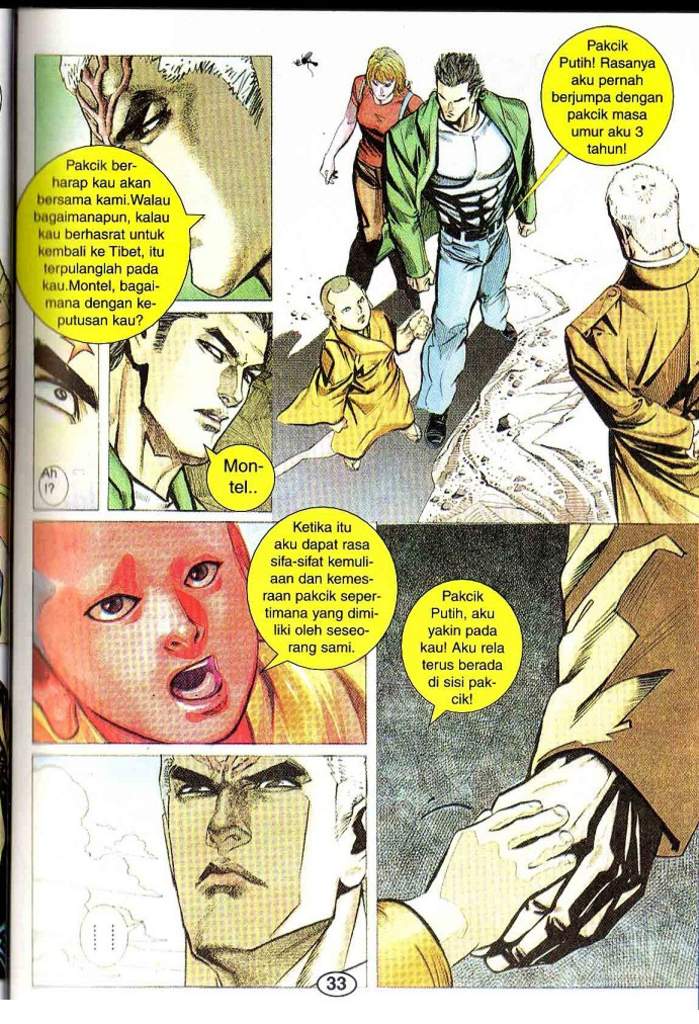 Pakcik ber-
harap kau akan
bersama kami.Walau
bagaimanapun, kalau
kau berhasrat untuk
kembali ke Tibet, itu
terpulanglah pada
kau.Montel, bagai-
mana dengan ke-
putusan kau?
Pakcik
Putih! Rasanya
aku pernah
berjumpa dengan
pakcik masa
umur aku 3
tahun!
Ah
!?
Mon-
tel..
Ketika itu
aku dapat rasa
sifa-sifat kemuli-
aan dan kemes-
raan pakcik seper-
timana yang dimi-
liki oleh seseo-
rang sami.
Pakcik
Putih, aku
yakin pada
kau! Aku rela
terus berada
di sisi pak-
cik!
33